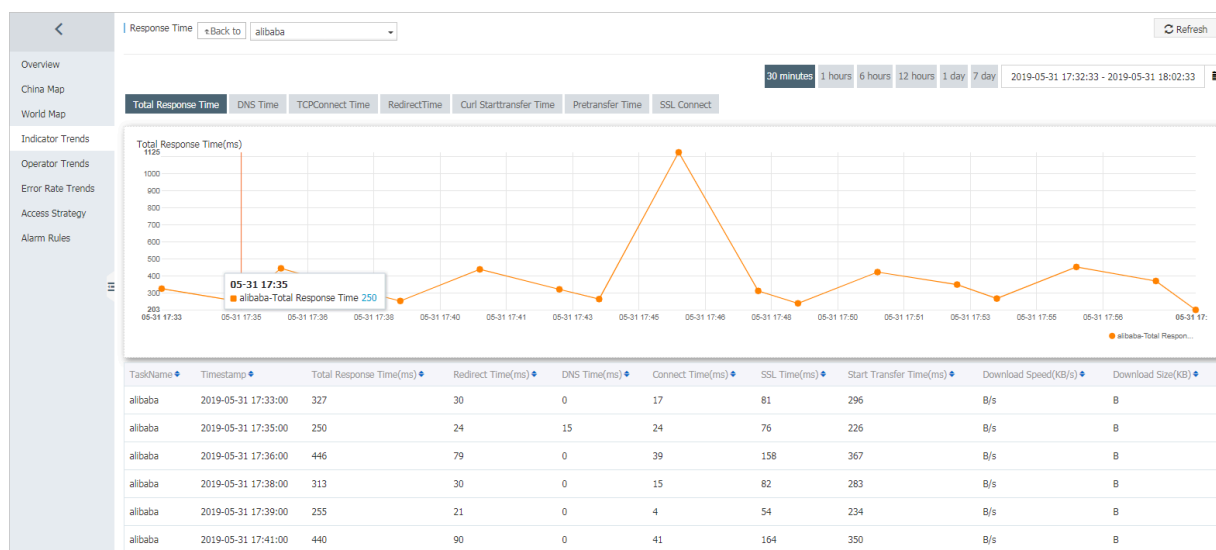 Response Time Back to alibaba Refresh
Overview
China Map
World Map
Indicator Trends
Operator Trends
Error Rate Trends
Access Strategy
Alarm Rules
30 minutes 1 hours 6 hours 12 hours 1 day 7 day 2019-05-31 17:32:33 - 2019-05-31 18:02:33
Total Response Time DNS Time TCPConnect Time RedirectTime Curl Starttransfer Time Pretransfer Time SSL Connect
Total Response Time(ms)
1125
1000
900
800
700
600
500
400
300
203
05-31 17:35
alibaba-Total Response Time 250
05-31 17:33 05-31 17:35 05-31 17:36 05-31 17:38 05-31 17:40 05-31 17:41 05-31 17:43 05-31 17:45 05-31 17:46 05-31 17:48 05-31 17:50 05-31 17:51 05-31 17:53 05-31 17:55 05-31 17:56 05-31 17:
alibaba-Total Respon...
TaskName Timestamp Total Response Time(ms) Redirect Time(ms) DNS Time(ms) Connect Time(ms) SSL Time(ms) Start Transfer Time(ms) Download Speed(KB/s) Download Size(KB)
alibaba 2019-05-31 17:33:00 327 30 0 17 81 296 B/s B
alibaba 2019-05-31 17:35:00 250 24 15 24 76 226 B/s B
alibaba 2019-05-31 17:36:00 446 79 0 39 158 367 B/s B
alibaba 2019-05-31 17:38:00 313 30 0 15 82 283 B/s B
alibaba 2019-05-31 17:39:00 255 21 0 4 54 234 B/s B
alibaba 2019-05-31 17:41:00 440 90 0 41 164 350 B/s B